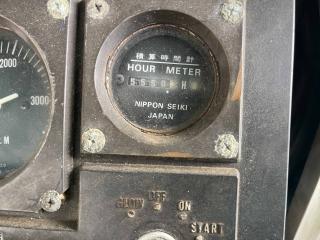 2000
3000
積算時間計
HOUR METER
NIPPON SEIKI
JAPAN
OFF
ON
START